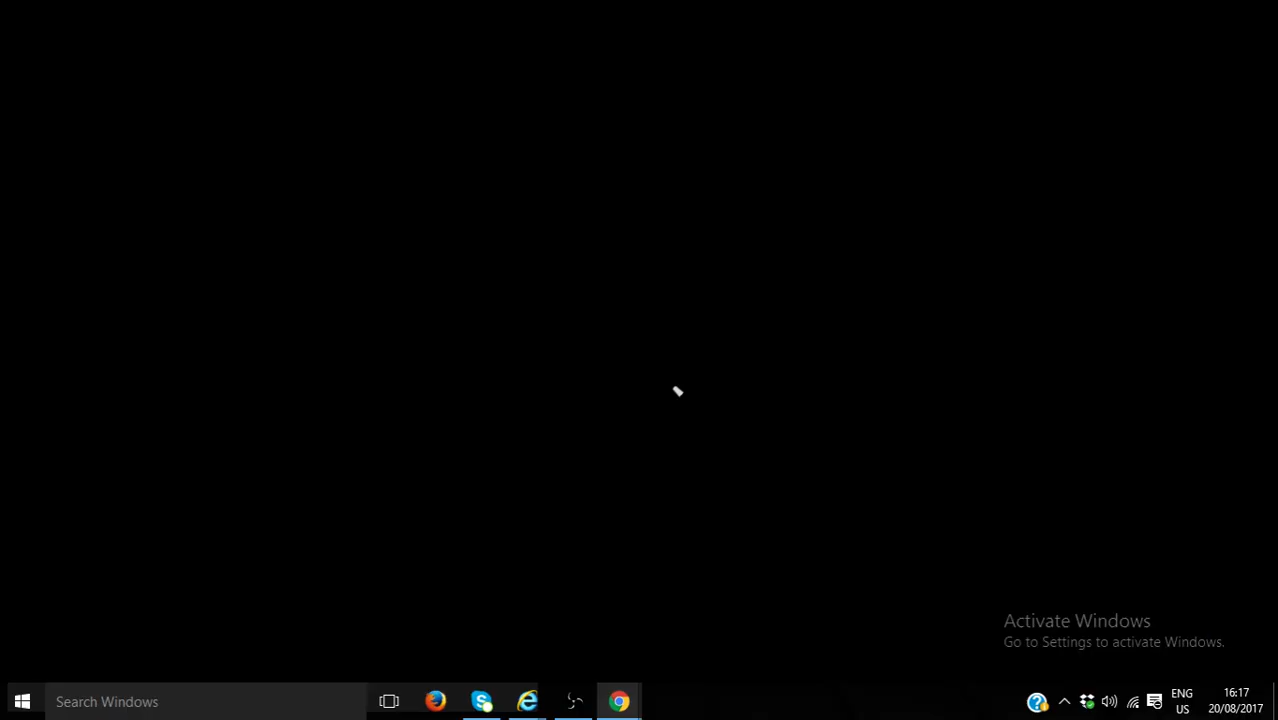 Activate Windows
Go to Settings to activate Windows.
Search Windows
ENG
US
16:17
20/08/2017